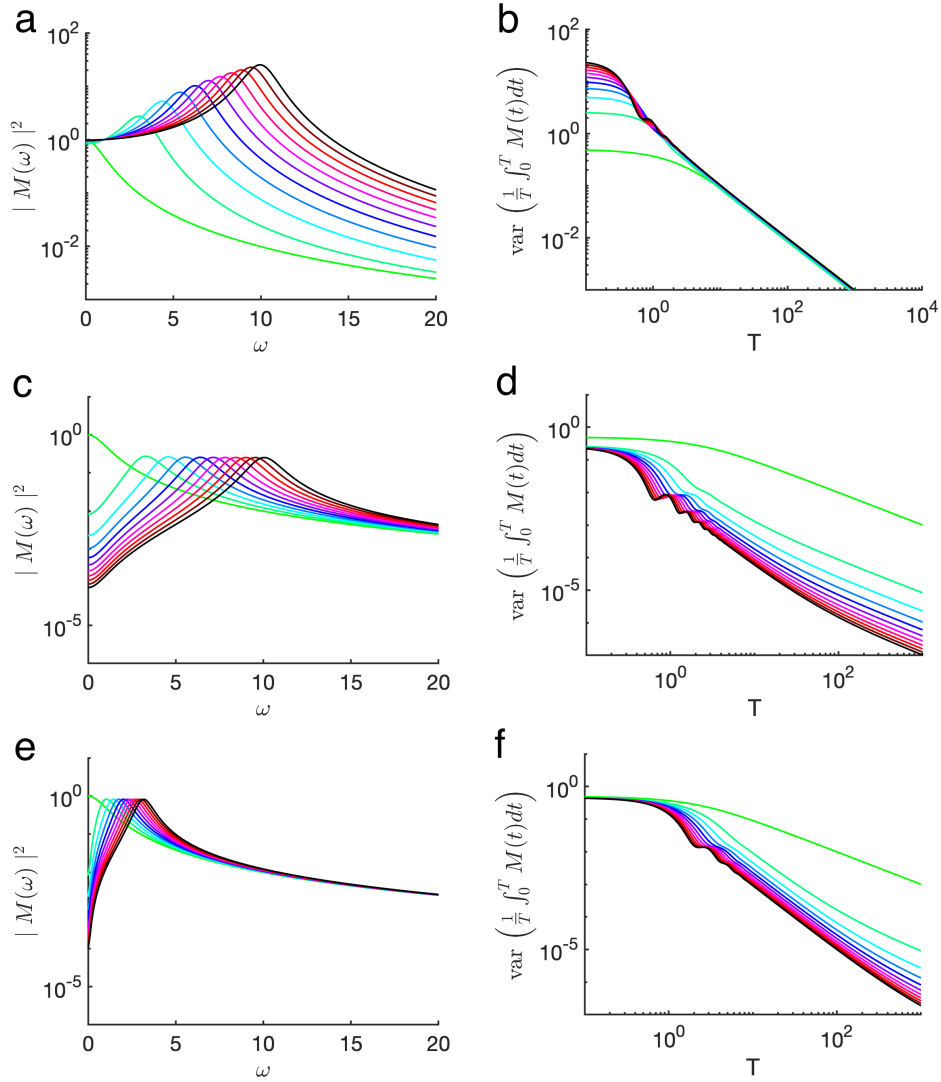 a
10^2
10^0
10^-2
| M(ω) |^2
0 5 10 15 20
ω
b
10^2
10^0
10^-2
var ( 1/T ∫_0^T M(t)dt )
10^0 10^2 10^4
T
c
10^0
10^-5
| M(ω) |^2
0 5 10 15 20
ω
d
10^0
10^-5
var ( 1/T ∫_0^T M(t)dt )
10^0 10^2
T
e
10^0
10^-5
| M(ω) |^2
0 5 10 15 20
ω
f
10^0
10^-5
var ( 1/T ∫_0^T M(t)dt )
10^0 10^2
T